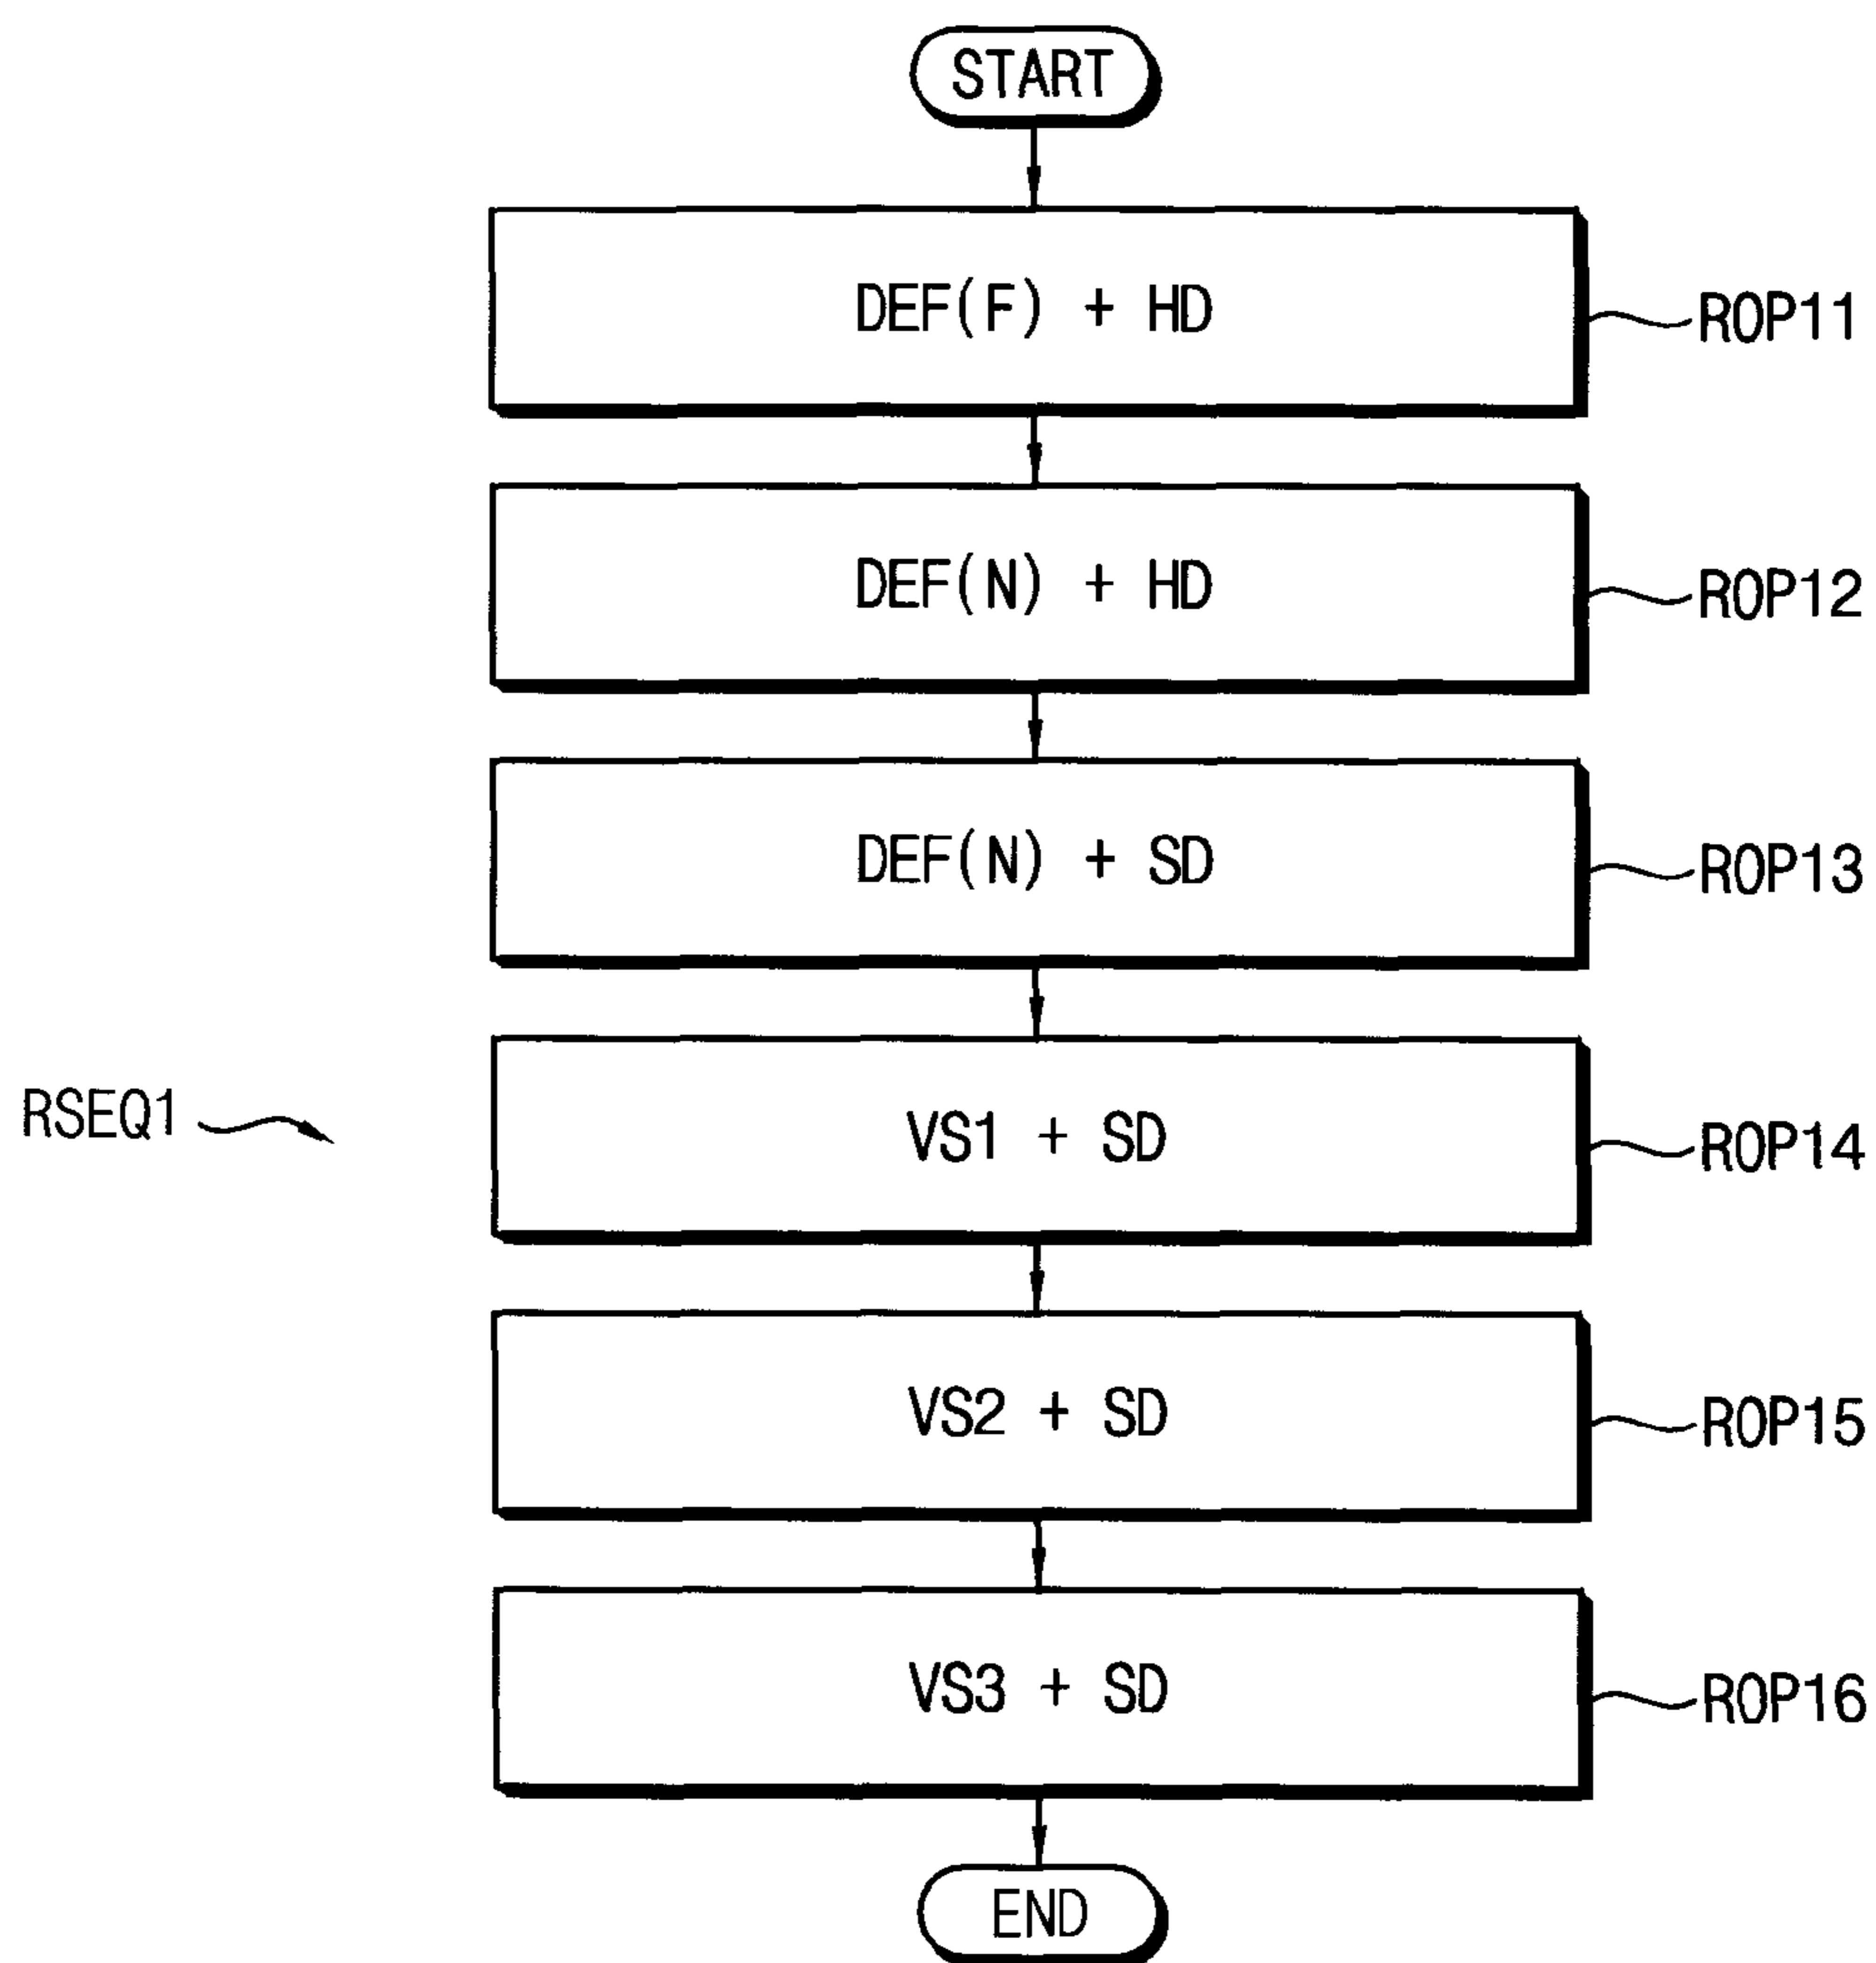 START
DEF(F) + HD
ROP11
DEF(N) + HD
ROP12
DEF(N) + SD
ROP13
RSEQ1
VS1 + SD
ROP14
VS2 + SD
ROP15
VS3 + SD
ROP16
END